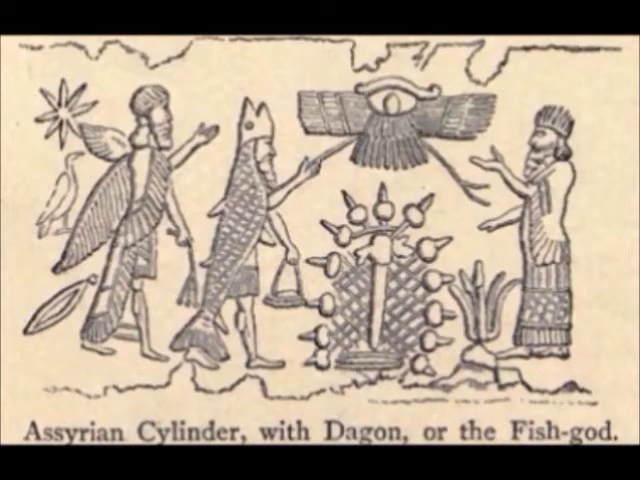 Assyrian Cylinder, with Dagon, or the Fish-god.